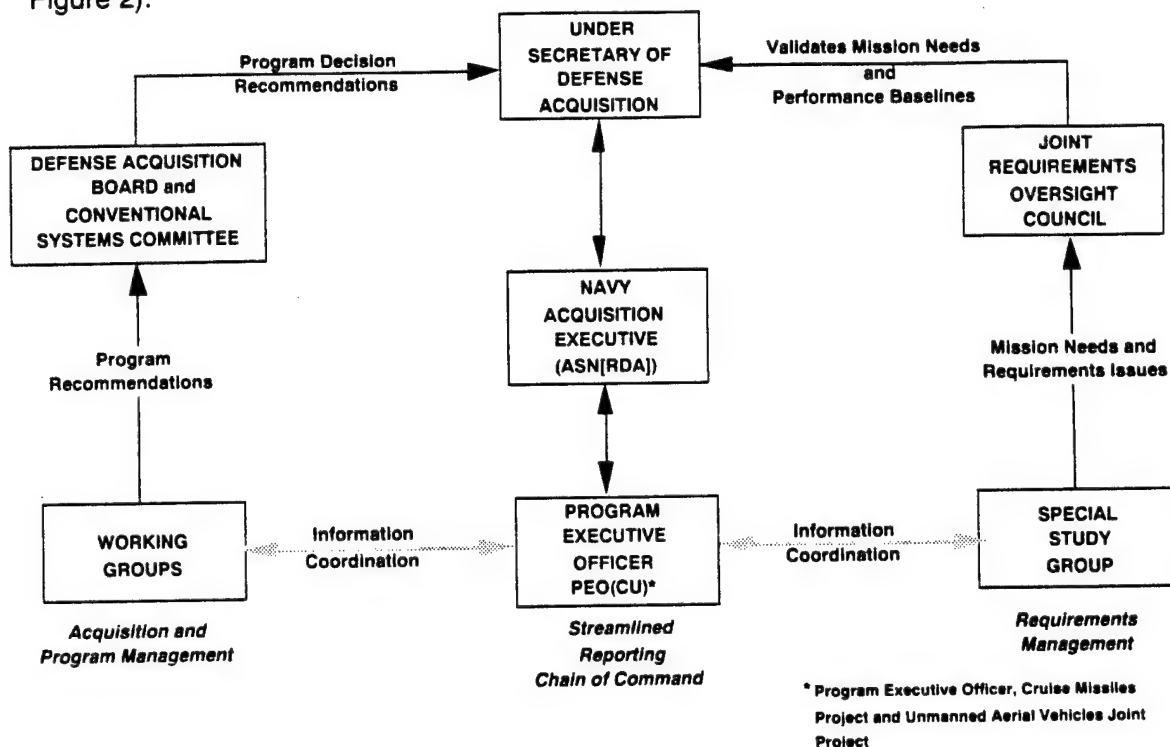 Figure 2).
UNDER
SECRETARY OF
DEFENSE
ACQUISITION
Program Decision
Recommendations
Validates Mission Needs
and
Performance Baselines
DEFENSE ACQUISITION
BOARD and
CONVENTIONAL
SYSTEMS COMMITTEE
JOINT
REQUIREMENTS
OVERSIGHT
COUNCIL
NAVY
ACQUISITION
EXECUTIVE
(ASN[RDA])
Program
Recommendations
Mission Needs and
Requirements Issues
WORKING
GROUPS
Information
Coordination
PROGRAM
EXECUTIVE
OFFICER
PEO(CU)*
Information
Coordination
SPECIAL
STUDY
GROUP
Acquisition and
Program Management
Streamlined
Reporting
Chain of Command
Requirements
Management
* Program Executive Officer, Cruise Missiles
Project and Unmanned Aerial Vehicles Joint
Project